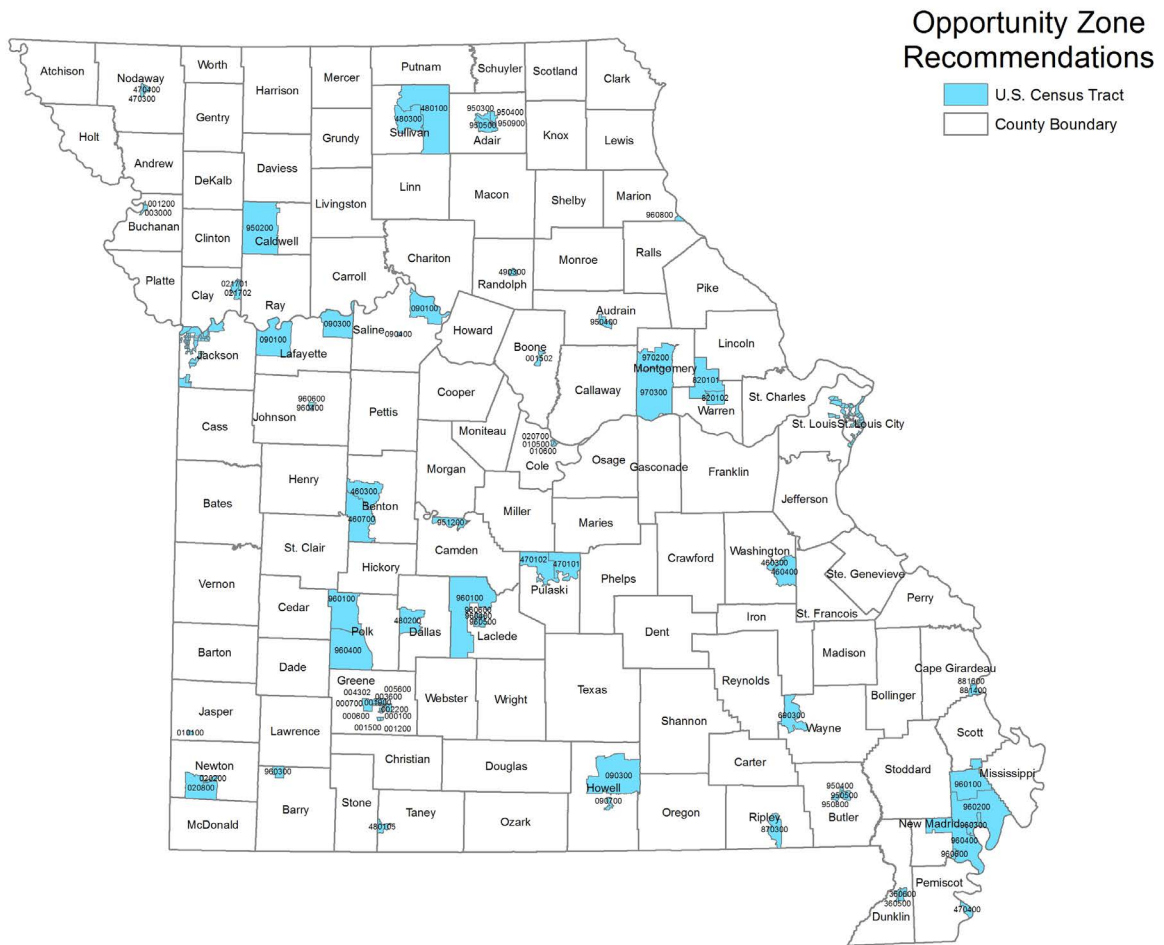 Opportunity Zone
Recommendations
U.S. Census Tract
County Boundary
Atchison
Nodaway
470400
470300
Worth
Harrison
Mercer
Putnam
Schuyler
Scotland
Clark
Holt
Gentry
Grundy
480100
480300
Sullivan
950300
950400
950500
950900
Adair
Knox
Lewis
Andrew
DeKalb
Daviess
Livingston
Linn
Macon
Shelby
Marion
960800
001200
003000
Buchanan
Clinton
950200
Caldwell
Chariton
Monroe
Ralls
Platte
Clay
021701
021702
Ray
Carroll
490300
Randolph
Pike
Jackson
090100
Lafayette
090300
Saline
090400
090100
Howard
Boone
001502
Audrain
950400
Lincoln
970200
Montgomery
970300
820101
820102
Warren
St. Charles
Callaway
St. Louis
St. Louis City
Cass
Johnson
960600
960400
Pettis
Cooper
Moniteau
020700
010500
010600
Cole
Osage
Gasconade
Franklin
Jefferson
Bates
Henry
460300
Benton
460700
Morgan
Miller
Maries
951200
Camden
St. Clair
Hickory
470102
470101
Pulaski
Phelps
Crawford
Washington
460300
460400
Ste. Genevieve
St. Francois
Perry
Vernon
Cedar
960100
Polk
960400
480200
Dallas
960100
960500
Laclede
Dent
Iron
Madison
Barton
Dade
Greene
004302
005600
003600
000700
002200
000600
000100
001500
001200
Webster
Wright
Texas
Shannon
Reynolds
Bollinger
Cape Girardeau
881600
881400
Jasper
010100
Lawrence
690300
Wayne
Scott
Newton
020200
020800
960300
Christian
Douglas
090300
Howell
090700
Carter
Stoddard
Mississippi
960100
960200
McDonald
Barry
Stone
480105
Taney
Ozark
Oregon
Ripley
870300
950400
950500
950800
Butler
New Madrid
960300
960400
960600
Pemiscot
470400
360600
360500
Dunklin